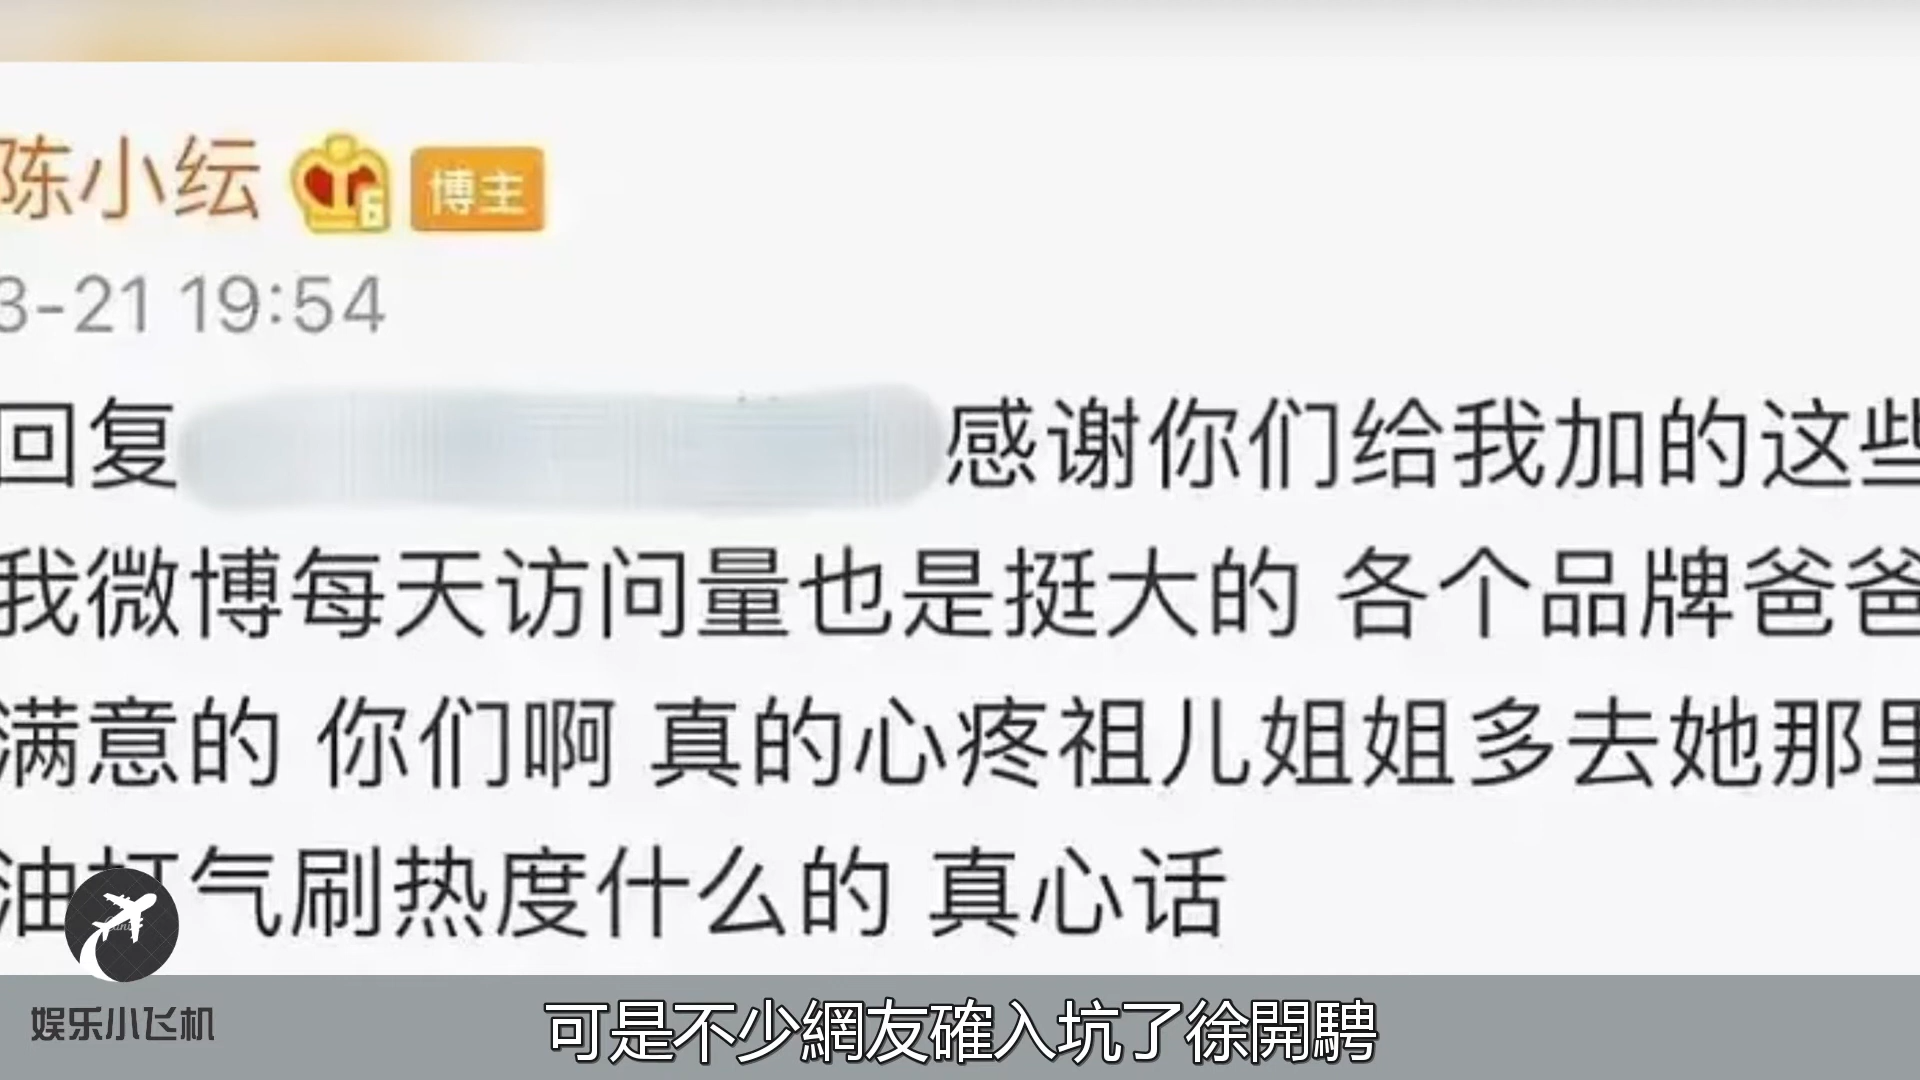 陈小纭 6 博主
3-21 19:54
回复 感谢你们给我加的这些
我微博每天访问量也是挺大的 各个品牌爸爸
满意的 你们啊 真的心疼祖儿姐姐多去她那里
油打气刷热度什么的 真心话
娱乐小飞机
可是不少網友確入坑了徐開騁